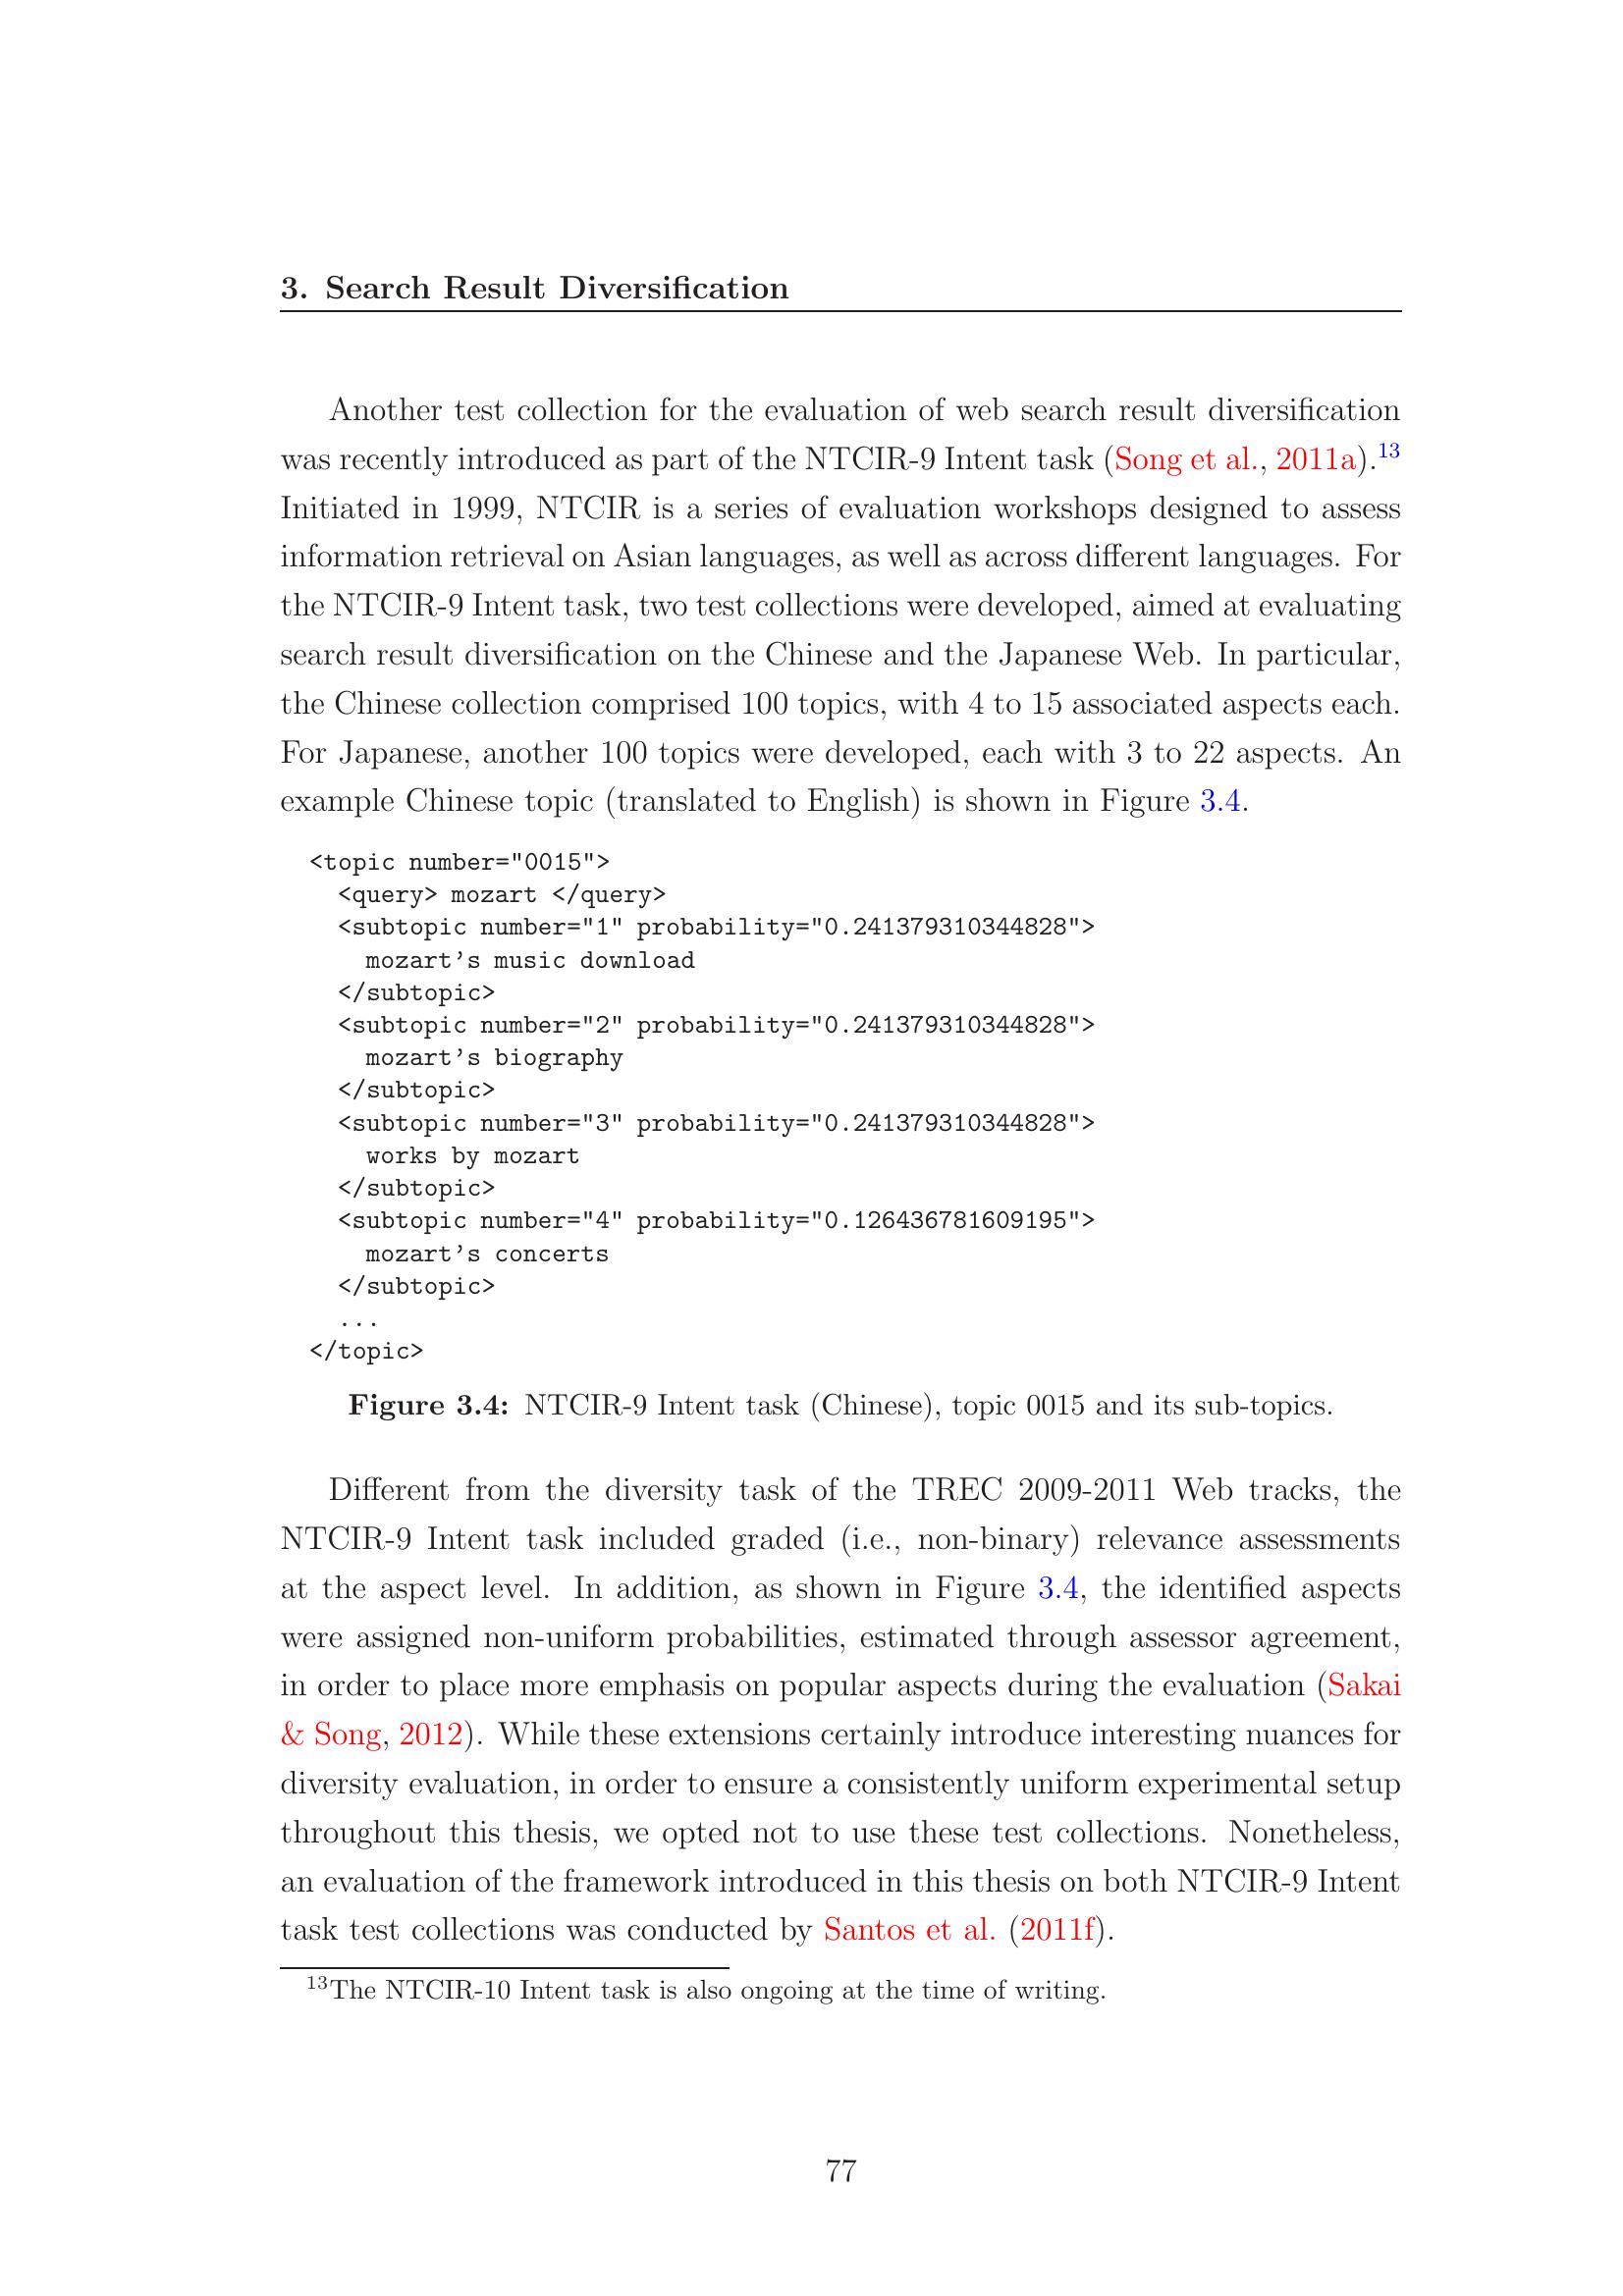 3. Search Result Diversification
Another test collection for the evaluation of web search result diversification
was recently introduced as part of the NTCIR-9 Intent task (Song et al., 2011a).13
Initiated in 1999, NTCIR is a series of evaluation workshops designed to assess
information retrieval on Asian languages, as well as across different languages. For
the NTCIR-9 Intent task, two test collections were developed, aimed at evaluating
search result diversification on the Chinese and the Japanese Web. In particular,
the Chinese collection comprised 100 topics, with 4 to 15 associated aspects each.
For Japanese, another 100 topics were developed, each with 3 to 22 aspects. An
example Chinese topic (translated to English) is shown in Figure 3.4.
<topic number="0015">
<query> mozart </query>
<subtopic number="1" probability="0.241379310344828">
mozart's music download
</subtopic>
<subtopic number="2" probability="0.241379310344828">
mozart's biography
</subtopic>
<subtopic number="3" probability="0.241379310344828">
works by mozart
</subtopic>
<subtopic number="4" probability="0.126436781609195">
mozart's concerts
</subtopic>
...
</topic>
Figure 3.4: NTCIR-9 Intent task (Chinese), topic 0015 and its sub-topics.
Different from the diversity task of the TREC 2009-2011 Web tracks, the
NTCIR-9 Intent task included graded (i.e., non-binary) relevance assessments
at the aspect level. In addition, as shown in Figure 3.4, the identified aspects
were assigned non-uniform probabilities, estimated through assessor agreement,
in order to place more emphasis on popular aspects during the evaluation (Sakai
& Song, 2012). While these extensions certainly introduce interesting nuances for
diversity evaluation, in order to ensure a consistently uniform experimental setup
throughout this thesis, we opted not to use these test collections. Nonetheless,
an evaluation of the framework introduced in this thesis on both NTCIR-9 Intent
task test collections was conducted by Santos et al. (2011f).
13The NTCIR-10 Intent task is also ongoing at the time of writing.
77